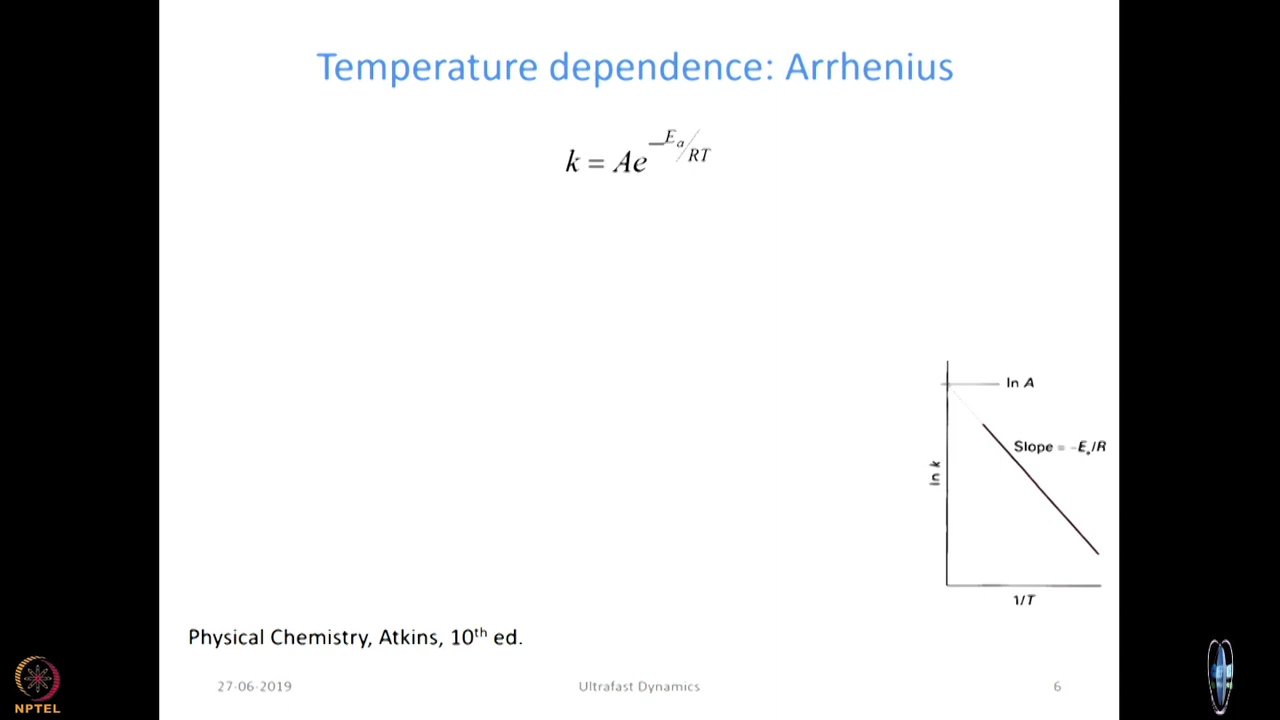 Temperature dependence: Arrhenius
k = Ae^{-E_a/RT}
ln A
Slope = -Ea/R
ln k
1/T
Physical Chemistry, Atkins, 10th ed.
27-06-2019
Ultrafast Dynamics
6
NPTEL